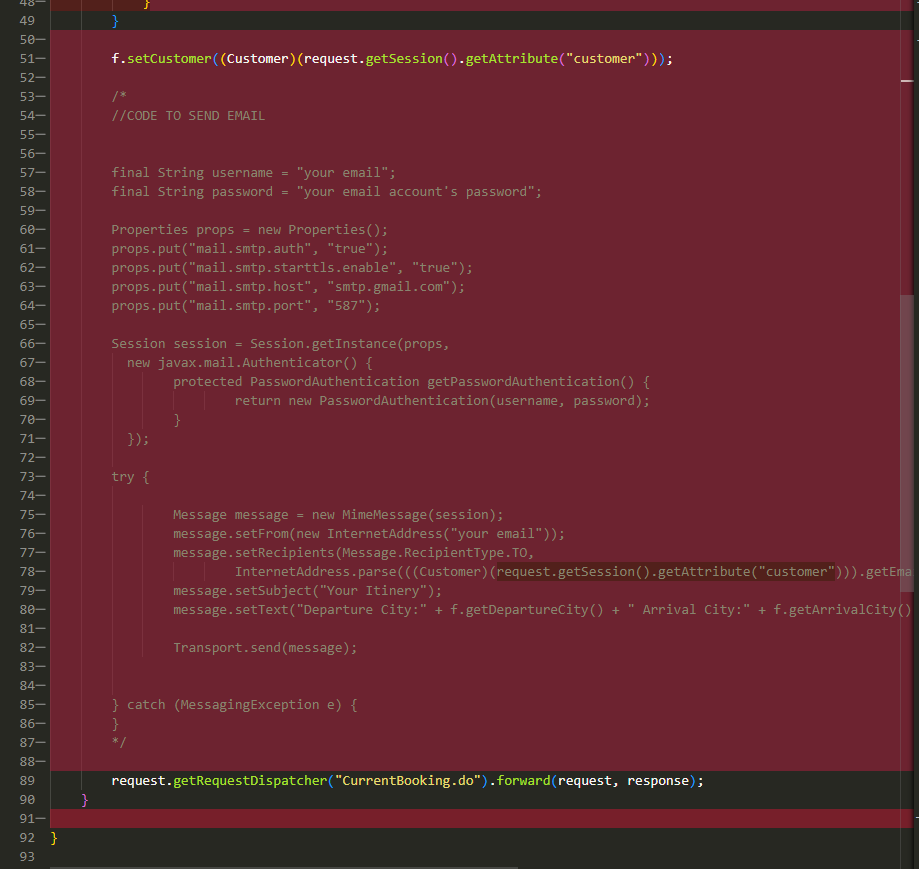 48— }
49 }
50—
51— f.setCustomer((Customer)(request.getSession().getAttribute("customer")));
52—
53— /*
54— //CODE TO SEND EMAIL
55—
56—
57— final String username = "your email";
58— final String password = "your email account's password";
59—
60— Properties props = new Properties();
61— props.put("mail.smtp.auth", "true");
62— props.put("mail.smtp.starttls.enable", "true");
63— props.put("mail.smtp.host", "smtp.gmail.com");
64— props.put("mail.smtp.port", "587");
65—
66— Session session = Session.getInstance(props,
67— new javax.mail.Authenticator() {
68— protected PasswordAuthentication getPasswordAuthentication() {
69— return new PasswordAuthentication(username, password);
70— }
71— });
72—
73— try {
74—
75— Message message = new MimeMessage(session);
76— message.setFrom(new InternetAddress("your email"));
77— message.setRecipients(Message.RecipientType.TO,
78— InternetAddress.parse(((Customer)(request.getSession().getAttribute("customer"))).getEma
79— message.setSubject("Your Itinery");
80— message.setText("Departure City:" + f.getDepartureCity() + " Arrival City:" + f.getArrivalCity()
81—
82— Transport.send(message);
83—
84—
85— } catch (MessagingException e) {
86— }
87— */
88—
89 request.getRequestDispatcher("CurrentBooking.do").forward(request, response);
90 }
91—
92 }
93